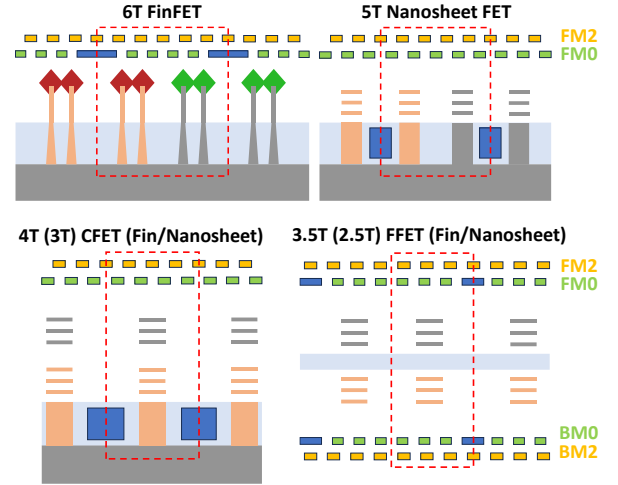 6T FinFET
5T Nanosheet FET
FM2
FM0
4T (3T) CFET (Fin/Nanosheet)
3.5T (2.5T) FFET (Fin/Nanosheet)
FM2
FM0
BM0
BM2